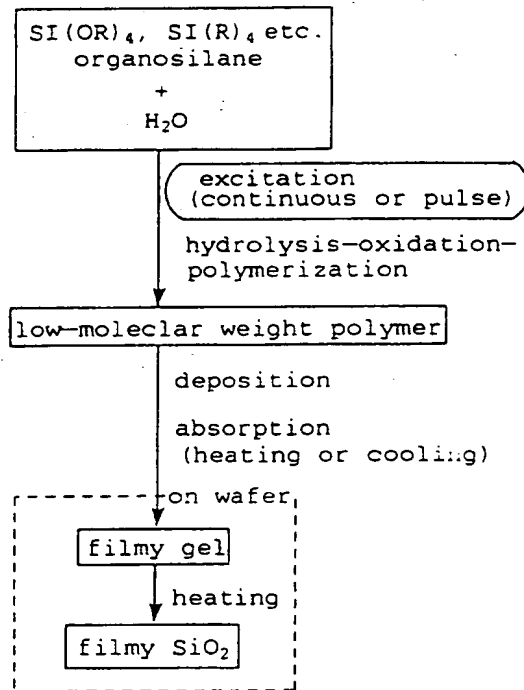 SI(OR)₄, SI(R)₄ etc.
organosilane
+
H₂O
excitation
(continuous or pulse)
hydrolysis-oxidation-
polymerization
low-moleclar weight polymer
deposition
absorption
(heating or cooling)
on wafer
filmy gel
heating
filmy SiO₂